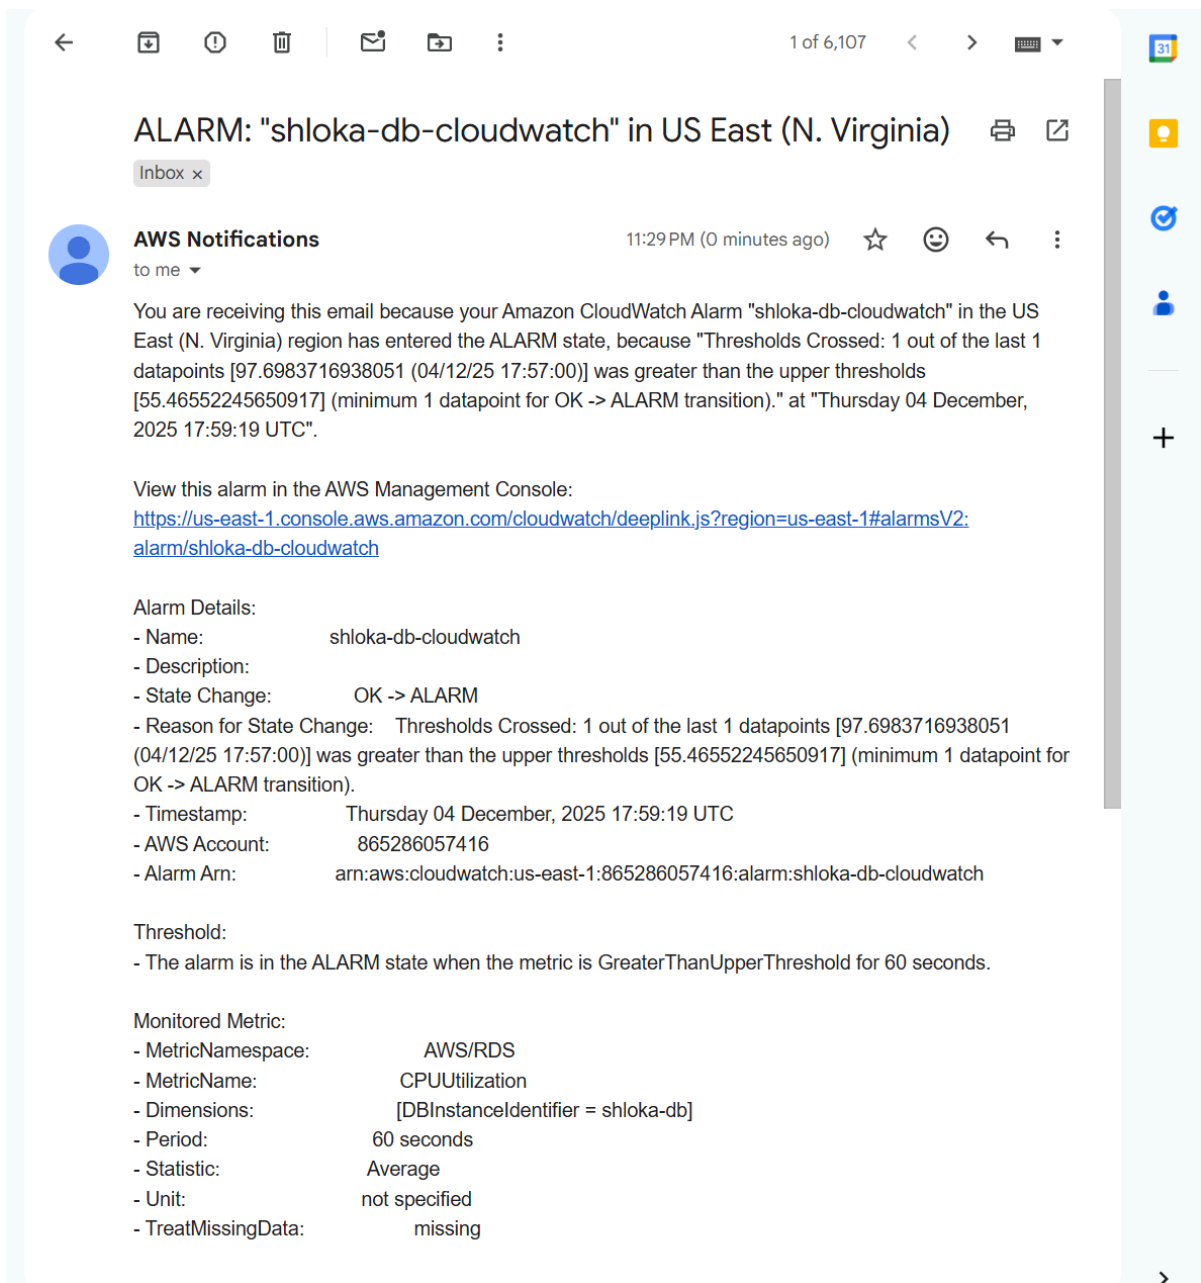 1 of 6,107
31
ALARM: "shloka-db-cloudwatch" in US East (N. Virginia)
Inbox x
AWS Notifications
11:29 PM (0 minutes ago)
to me
You are receiving this email because your Amazon CloudWatch Alarm "shloka-db-cloudwatch" in the US
East (N. Virginia) region has entered the ALARM state, because "Thresholds Crossed: 1 out of the last 1
datapoints [97.6983716938051 (04/12/25 17:57:00)] was greater than the upper thresholds
[55.46552245650917] (minimum 1 datapoint for OK -> ALARM transition)." at "Thursday 04 December,
2025 17:59:19 UTC".
View this alarm in the AWS Management Console:
https://us-east-1.console.aws.amazon.com/cloudwatch/deeplink.js?region=us-east-1#alarmsV2:
alarm/shloka-db-cloudwatch
Alarm Details:
- Name: shloka-db-cloudwatch
- Description:
- State Change: OK -> ALARM
- Reason for State Change: Thresholds Crossed: 1 out of the last 1 datapoints [97.6983716938051
(04/12/25 17:57:00)] was greater than the upper thresholds [55.46552245650917] (minimum 1 datapoint for
OK -> ALARM transition).
- Timestamp: Thursday 04 December, 2025 17:59:19 UTC
- AWS Account: 865286057416
- Alarm Arn: arn:aws:cloudwatch:us-east-1:865286057416:alarm:shloka-db-cloudwatch
Threshold:
- The alarm is in the ALARM state when the metric is GreaterThanUpperThreshold for 60 seconds.
Monitored Metric:
- MetricNamespace: AWS/RDS
- MetricName: CPUUtilization
- Dimensions: [DBInstanceIdentifier = shloka-db]
- Period: 60 seconds
- Statistic: Average
- Unit: not specified
- TreatMissingData: missing